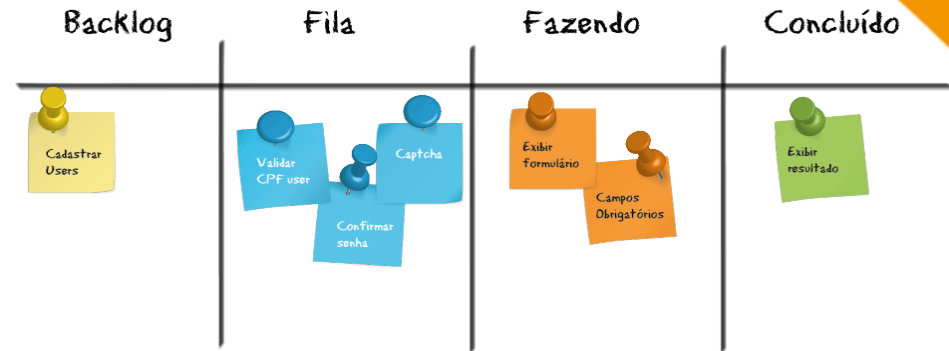 Backlog
Fila
Fazendo
Concluído
Cadastrar
Users
Validar
CPF user
Confirmar
senha
Captcha
Exibir
formulário
Campos
Obrigatórios
Exibir
resultado